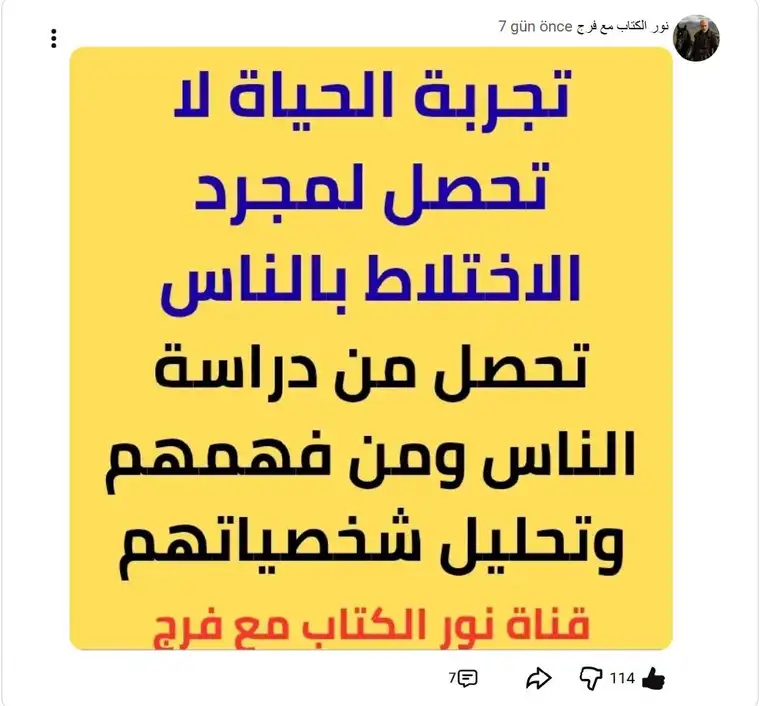 نور الكتاب مع فرج 7 gün önce
تجربة الحياة لا
تحصل لمجرد
الاختلاط بالناس
تحصل من دراسة
الناس ومن فهمهم
وتحليل شخصياتهم
قناة نور الكتاب مع فرج
114 7